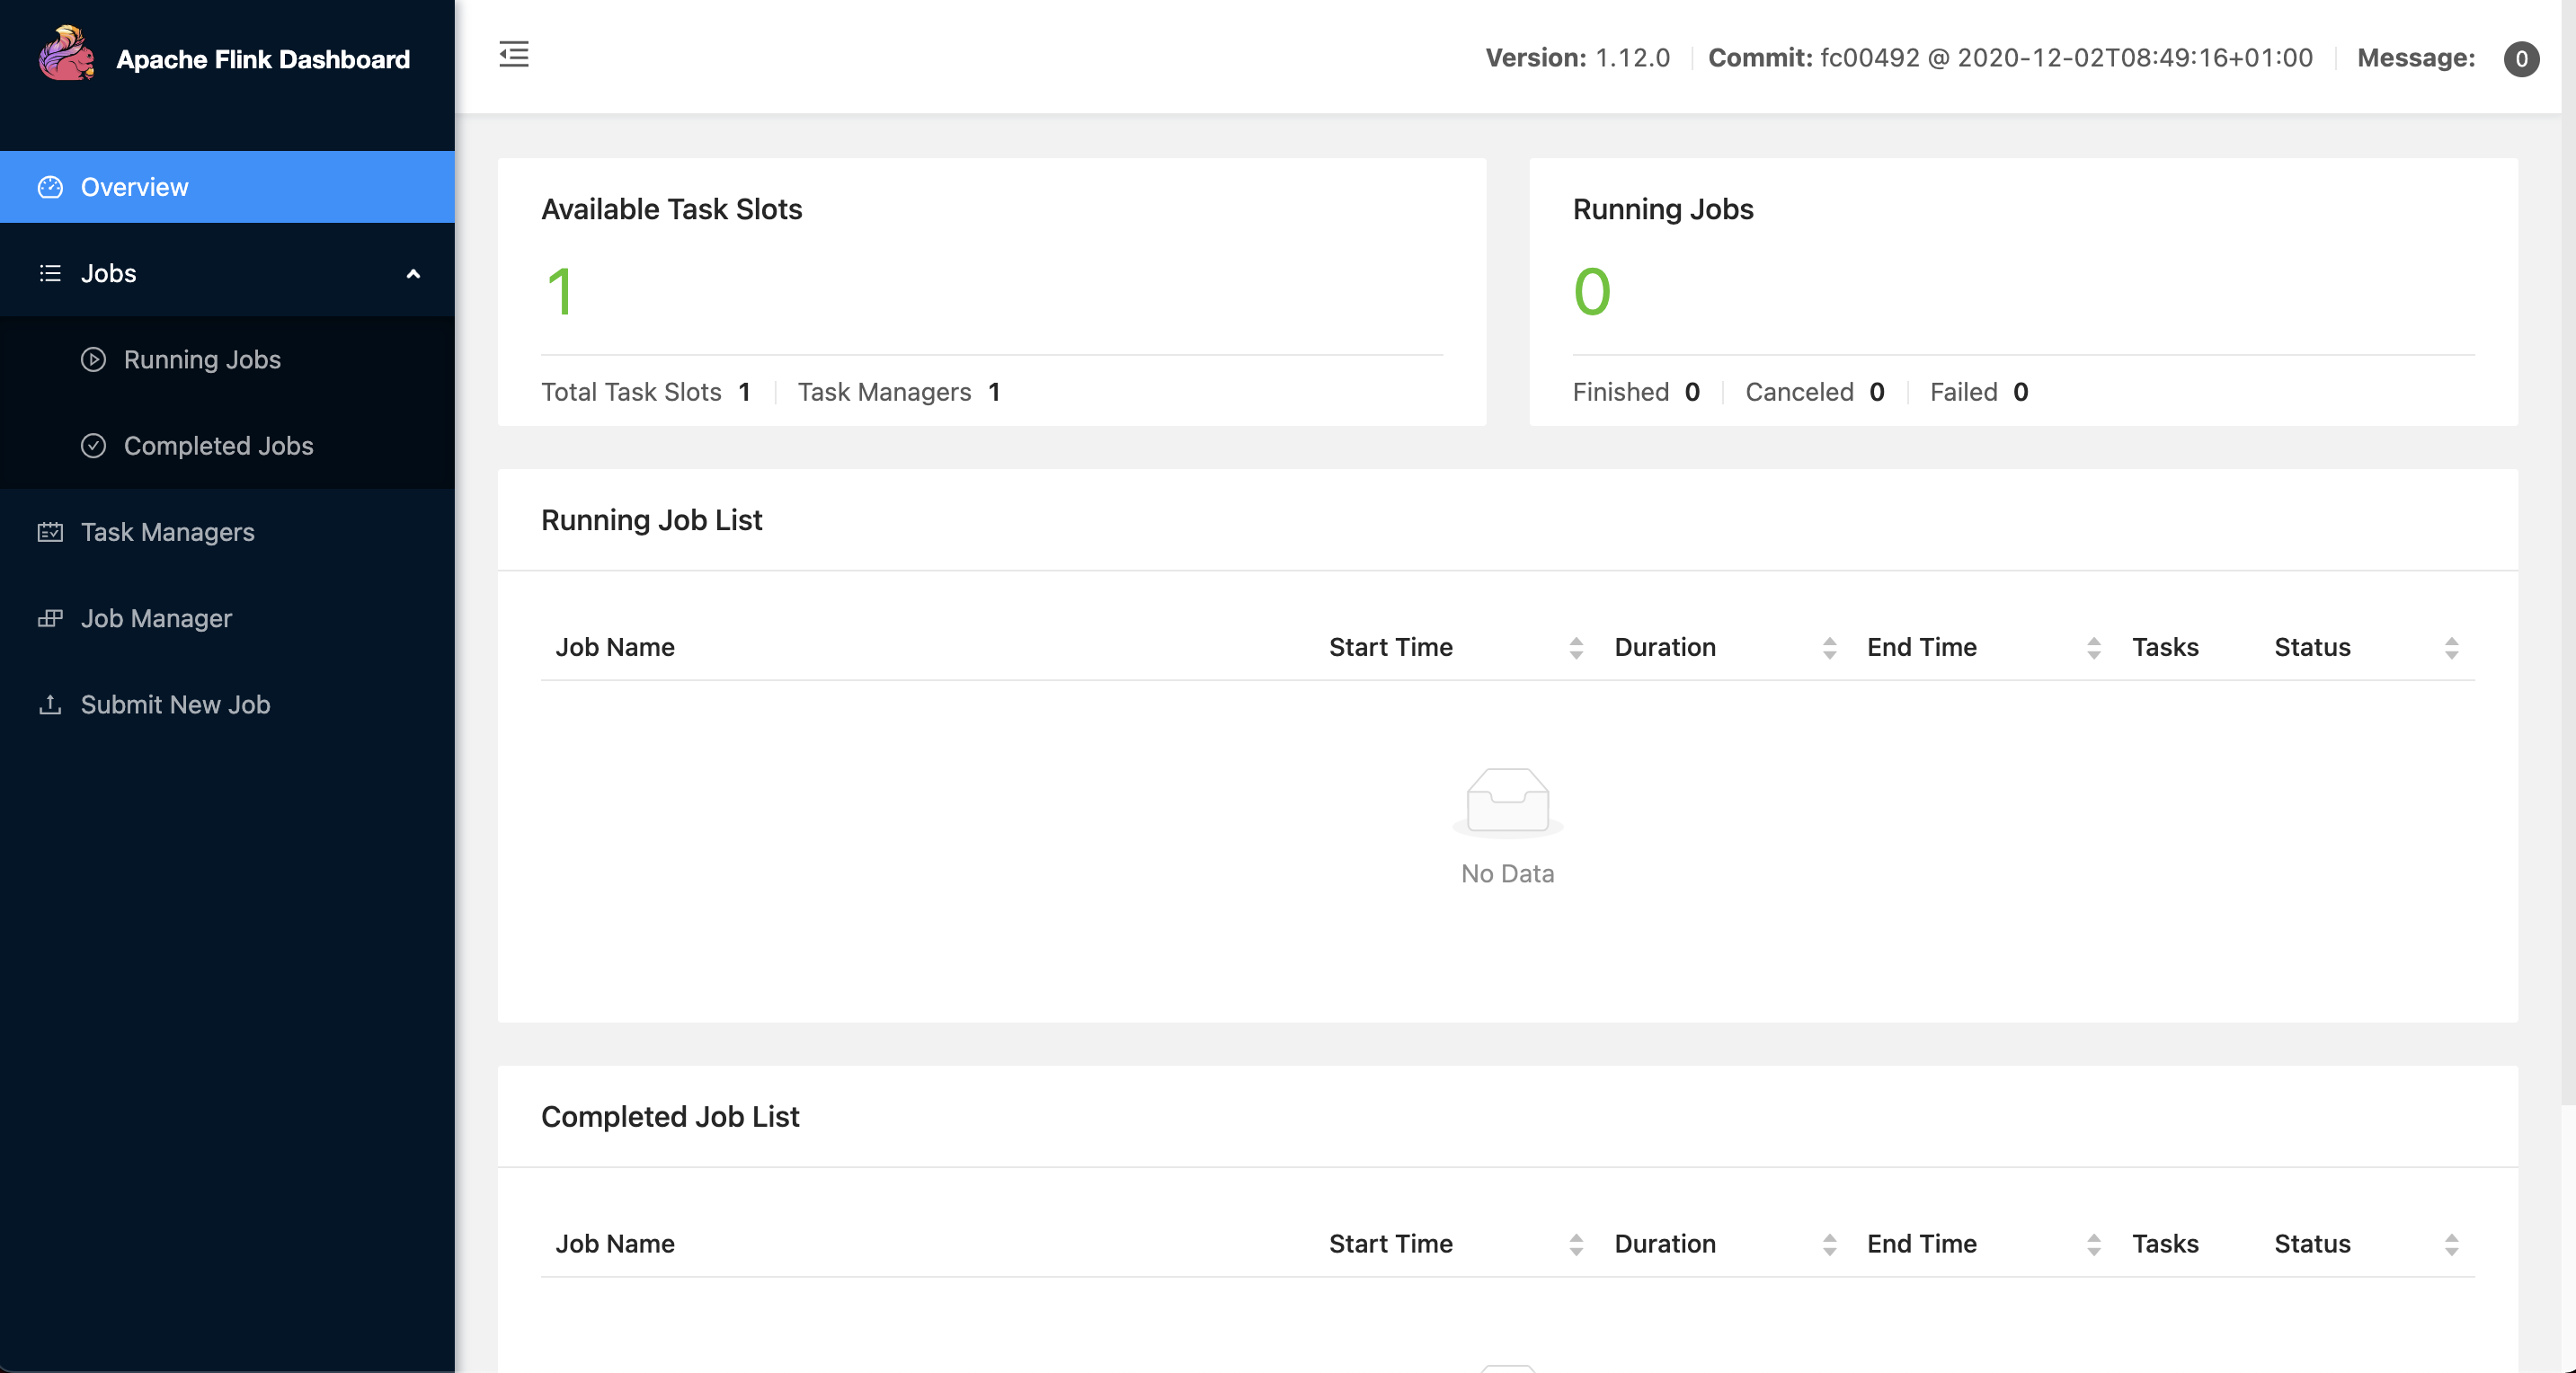 Apache Flink Dashboard
Version: 1.12.0 Commit: fc00492 @ 2020-12-02T08:49:16+01:00 Message: 0
Overview
Jobs
Running Jobs
Completed Jobs
Task Managers
Job Manager
Submit New Job
Available Task Slots
1
Total Task Slots 1 Task Managers 1
Running Jobs
0
Finished 0 Canceled 0 Failed 0
Running Job List
Job Name Start Time Duration End Time Tasks Status
No Data
Completed Job List
Job Name Start Time Duration End Time Tasks Status